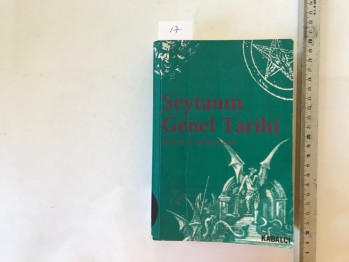 17
Şeytanın
Genel Tarihi
KABALCI